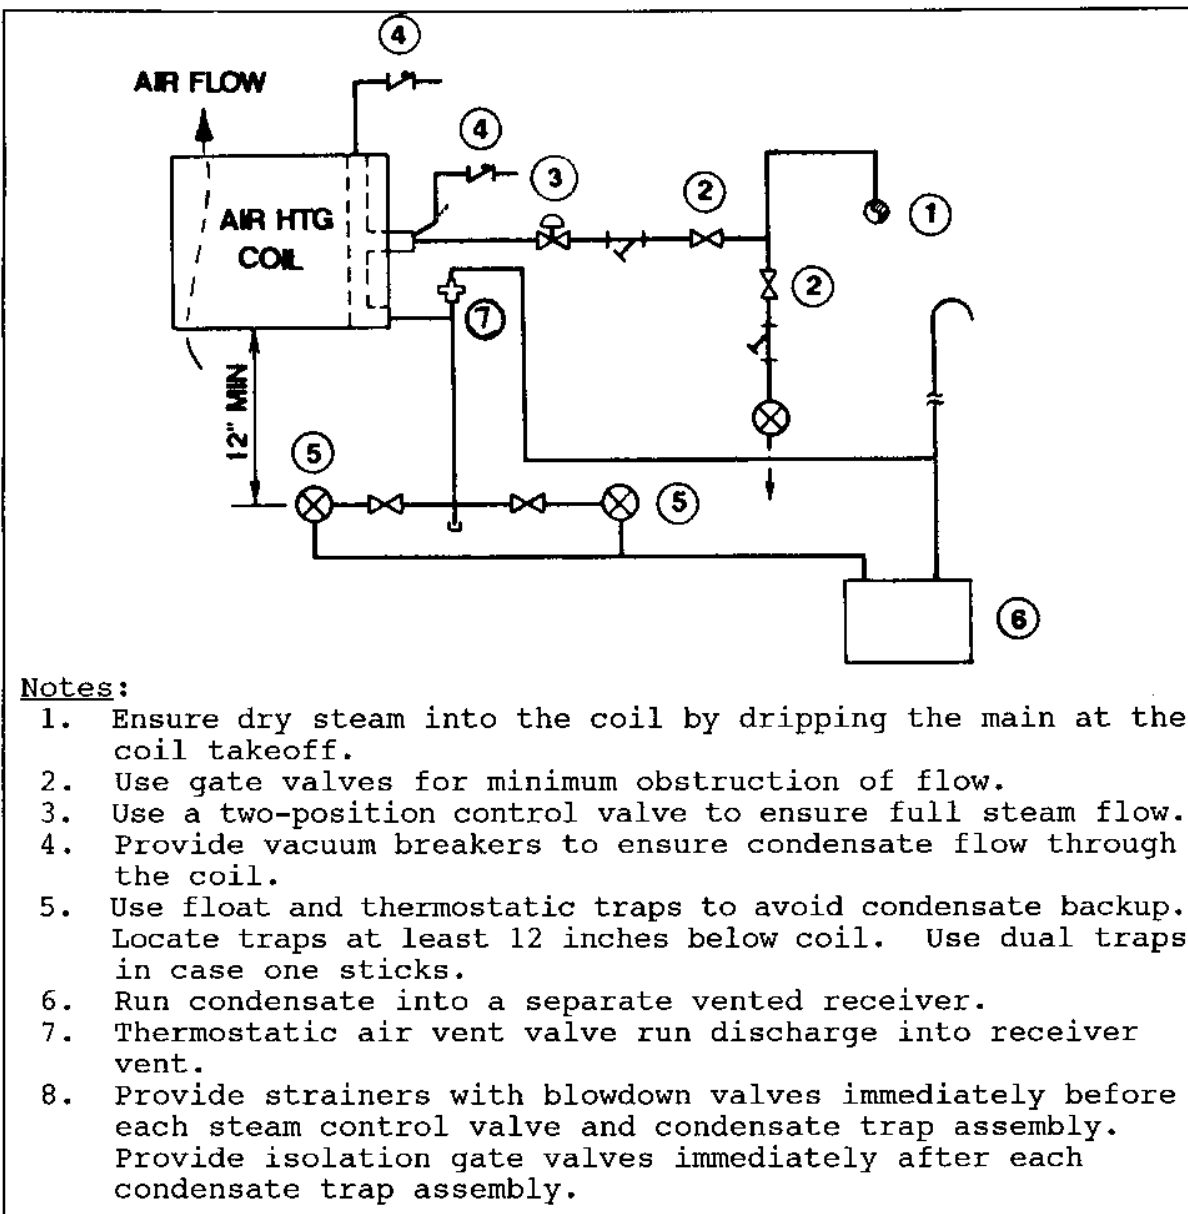 4
AIR FLOW
4
3
2
1
AIR HTG
COIL
2
7
12" MIN
5
5
6
Notes:
1. Ensure dry steam into the coil by dripping the main at the
coil takeoff.
2. Use gate valves for minimum obstruction of flow.
3. Use a two-position control valve to ensure full steam flow.
4. Provide vacuum breakers to ensure condensate flow through
the coil.
5. Use float and thermostatic traps to avoid condensate backup.
Locate traps at least 12 inches below coil. Use dual traps
in case one sticks.
6. Run condensate into a separate vented receiver.
7. Thermostatic air vent valve run discharge into receiver
vent.
8. Provide strainers with blowdown valves immediately before
each steam control valve and condensate trap assembly.
Provide isolation gate valves immediately after each
condensate trap assembly.